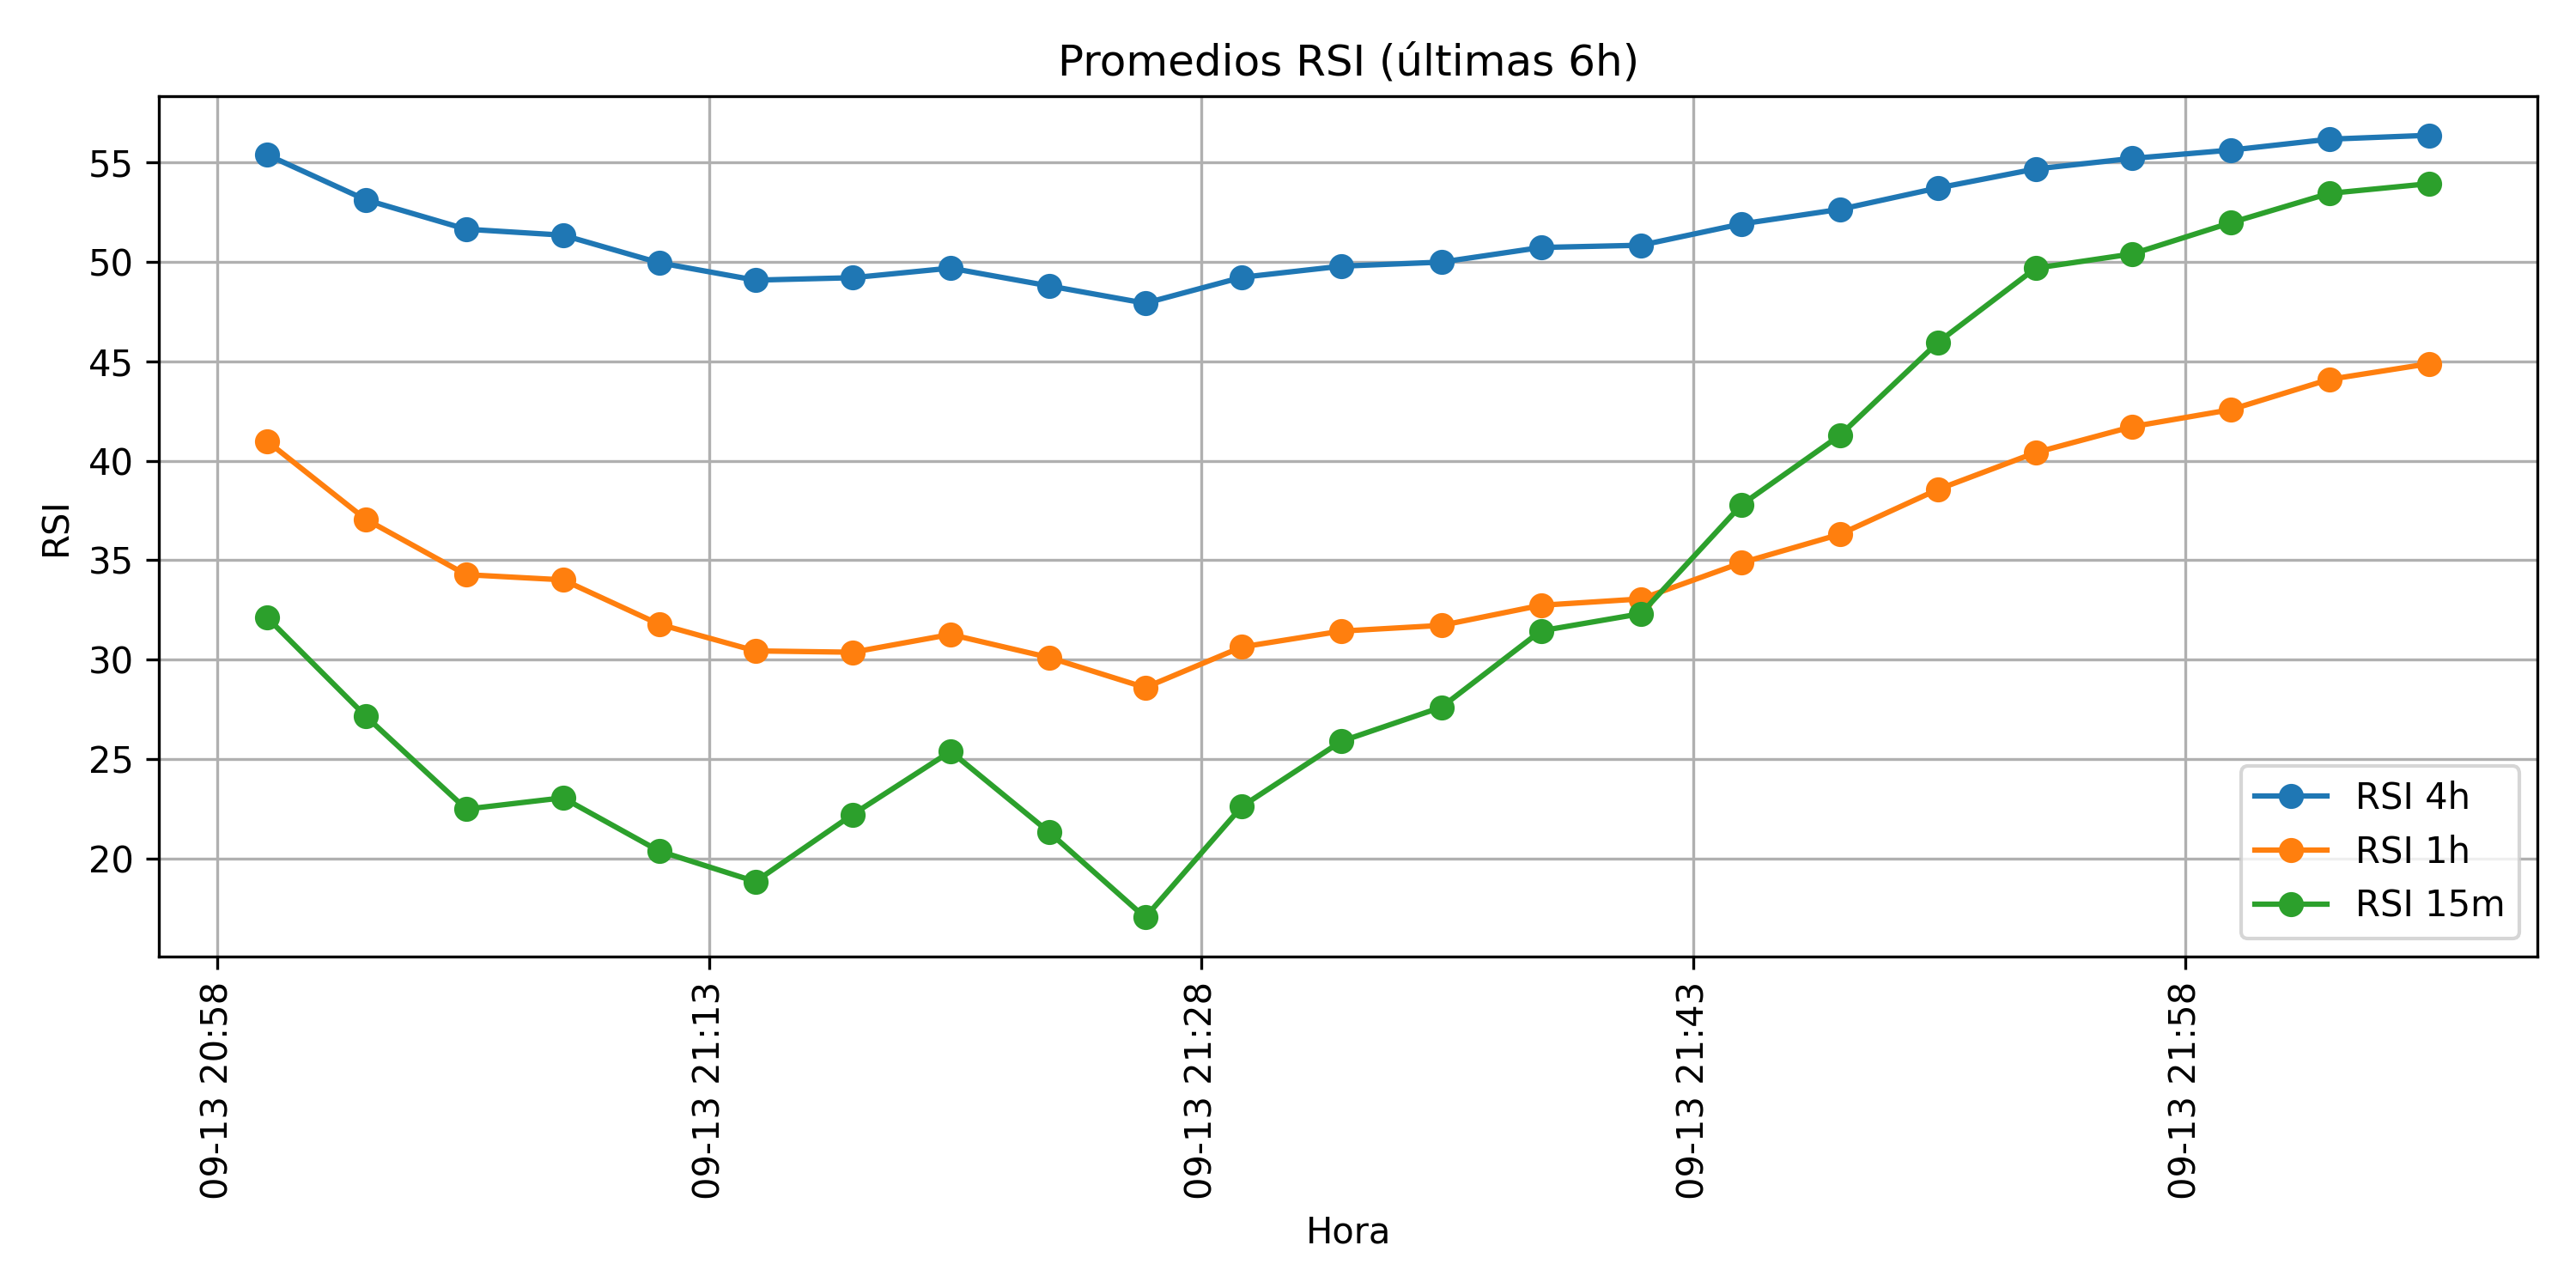 Promedios RSI (últimas 6h)
RSI
55
50
45
40
35
30
25
20
RSI 4h
RSI 1h
RSI 15m
09-13 20:58
09-13 21:13
09-13 21:28
09-13 21:43
09-13 21:58
Hora